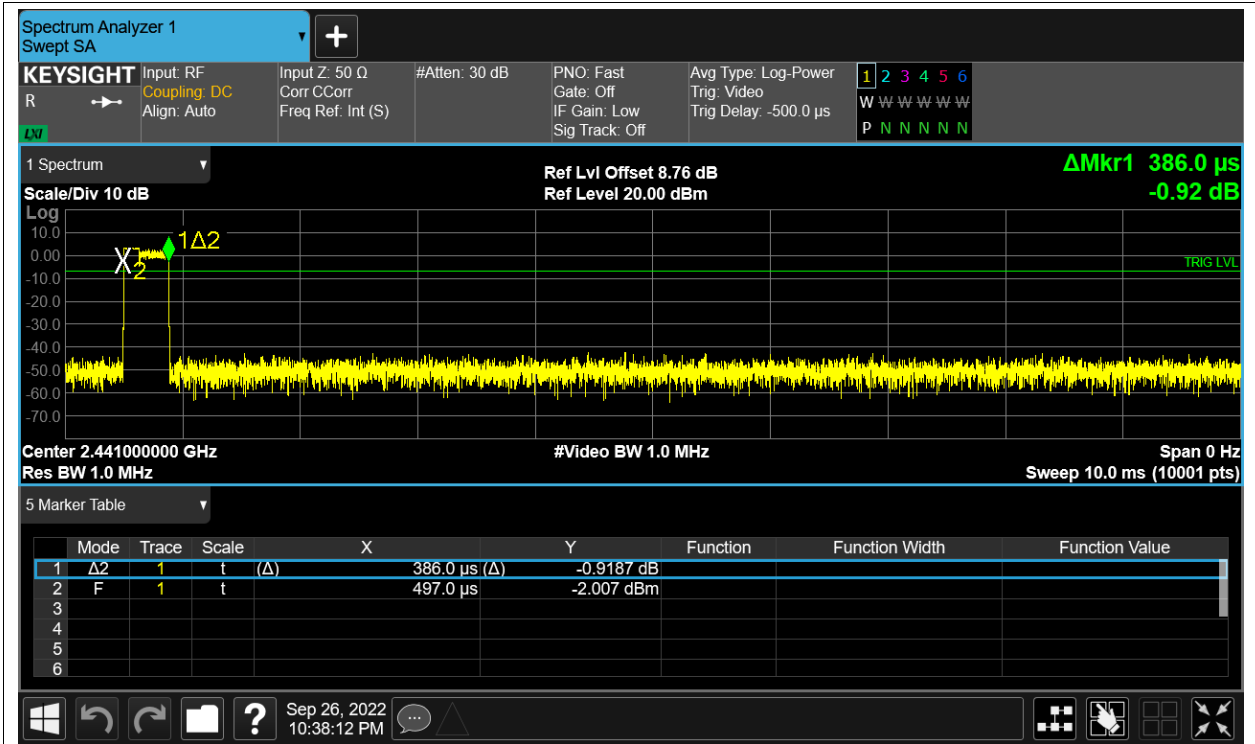 Spectrum Analyzer 1
Swept SA
KEYSIGHT Input: RF Input Z: 50 Ω #Atten: 30 dB PNO: Fast Avg Type: Log-Power 1 2 3 4 5 6
R Coupling: DC Corr CCorr Gate: Off Trig: Video W W W W W W
Align: Auto Freq Ref: Int (S) IF Gain: Low Trig Delay: -500.0 µs
LXI Sig Track: Off P N N N N N
1 Spectrum ΔMkr1 386.0 µs
Ref Lvl Offset 8.76 dB
Scale/Div 10 dB Ref Level 20.00 dBm -0.92 dB
Log
10.0
1Δ2
0.00
X
2
TRIG LVL
-10.0
-20.0
-30.0
-40.0
-50.0
-60.0
-70.0
Center 2.441000000 GHz #Video BW 1.0 MHz Span 0 Hz
Res BW 1.0 MHz Sweep 10.0 ms (10001 pts)
5 Marker Table
Mode Trace Scale X Y Function Function Width Function Value
1 Δ2 1 t (Δ) 386.0 µs (Δ) -0.9187 dB
2 F 1 t 497.0 µs -2.007 dBm
3
4
5
6
? Sep 26, 2022
10:38:12 PM